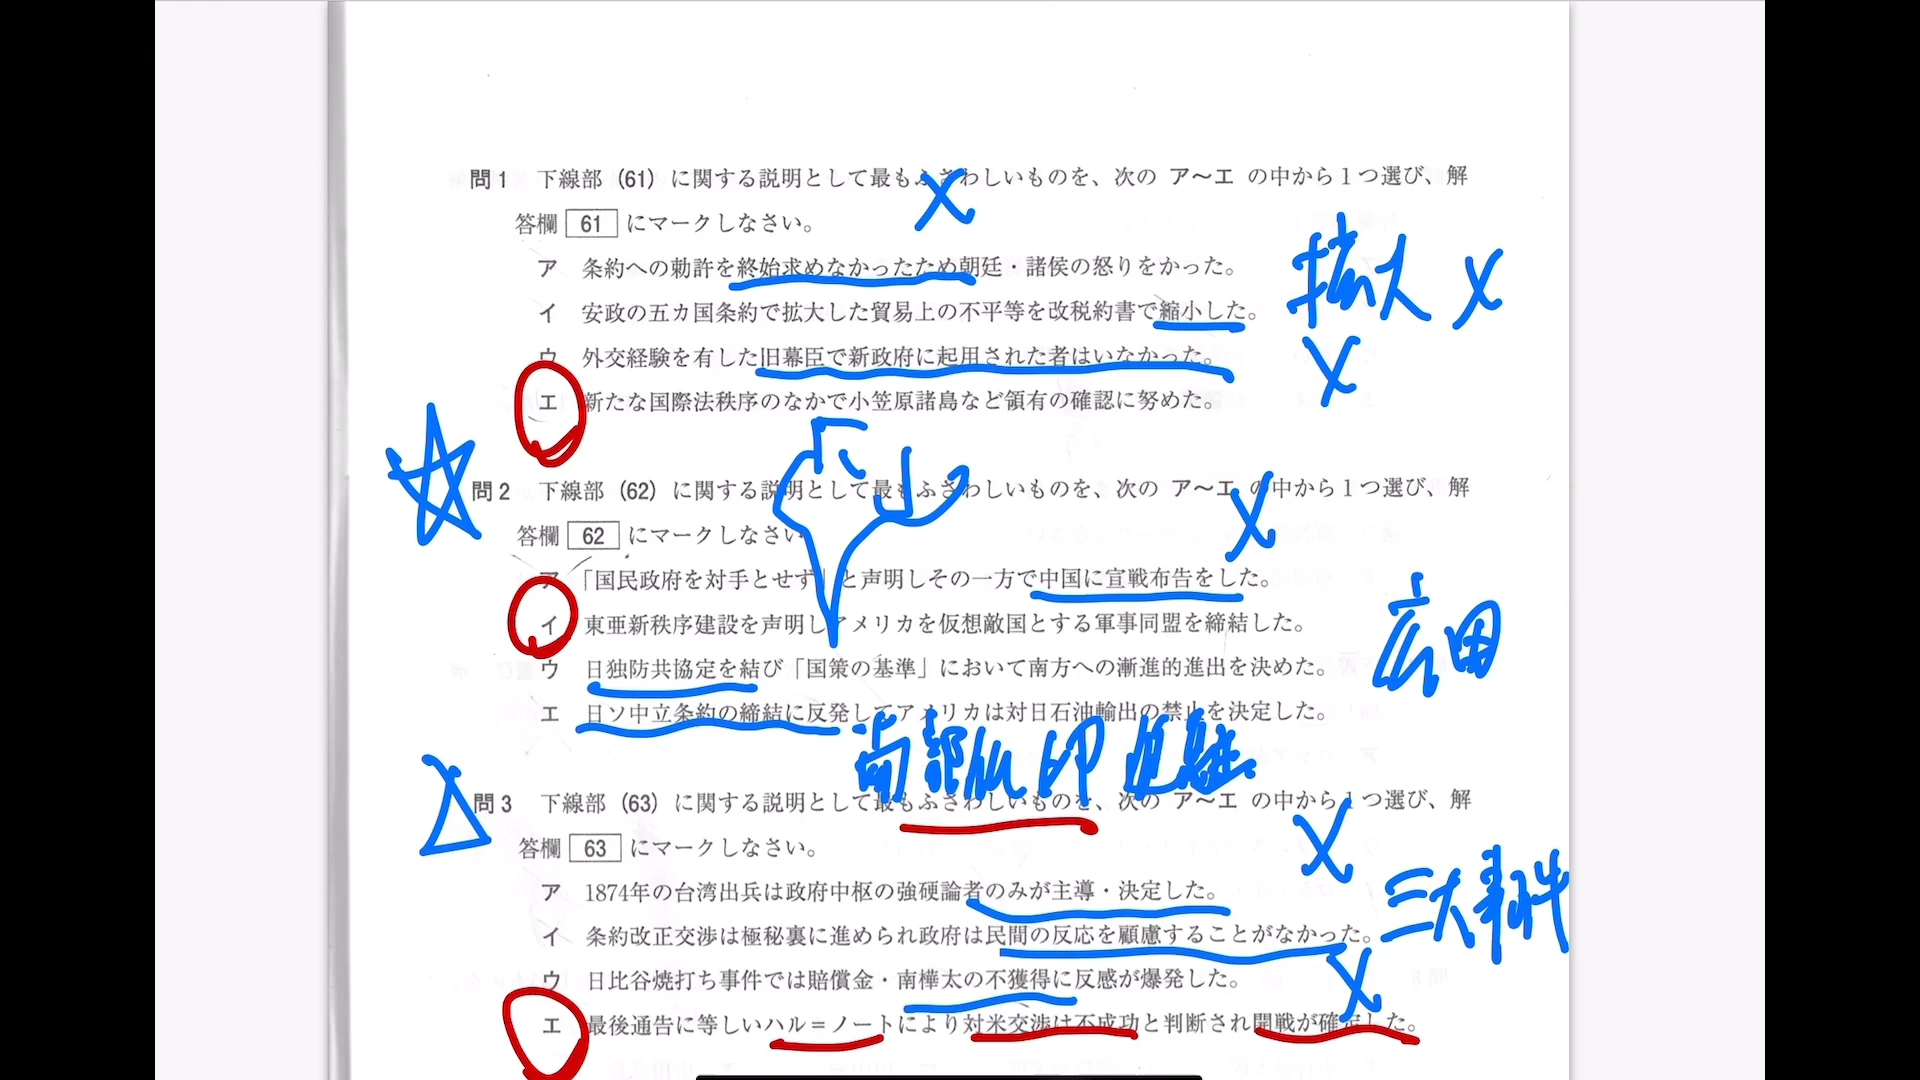 問1 下線部（61）に関する説明として最もふさわしいものを、次の ア～エ の中から1つ選び、解
答欄 61 にマークしなさい。
ア 条約への勅許を終始求めなかったため朝廷・諸侯の怒りをかった。
拡大
イ 安政の五カ国条約で拡大した貿易上の不平等を改税約書で縮小した。
ウ 外交経験を有した旧幕臣で新政府に起用された者はいなかった。
エ 新たな国際法秩序のなかで小笠原諸島など領有の確認に努めた。
問2 下線部（62）に関する説明として最もふさわしいものを、次の ア～エ の中から1つ選び、解
答欄 62 にマークしなさい
ア 「国民政府を対手とせず」と声明しその一方で中国に宣戦布告をした。
イ 東亜新秩序建設を声明しアメリカを仮想敵国とする軍事同盟を締結した。
広田
ウ 日独防共協定を結び「国策の基準」において南方への漸進的進出を決めた。
エ 日ソ中立条約の締結に反発してアメリカは対日石油輸出の禁止を決定した。
南部仏印進駐
問3 下線部（63）に関する説明として最もふさわしいものを、次の ア～エ の中から1つ選び、解
答欄 63 にマークしなさい。
ア 1874年の台湾出兵は政府中枢の強硬論者のみが主導・決定した。
三大事件
イ 条約改正交渉は極秘裏に進められ政府は民間の反応を顧慮することがなかった。
ウ 日比谷焼打ち事件では賠償金・南樺太の不獲得に反感が爆発した。
エ 最後通告に等しいハル＝ノートにより対米交渉は不成功と判断され開戦が確定した。